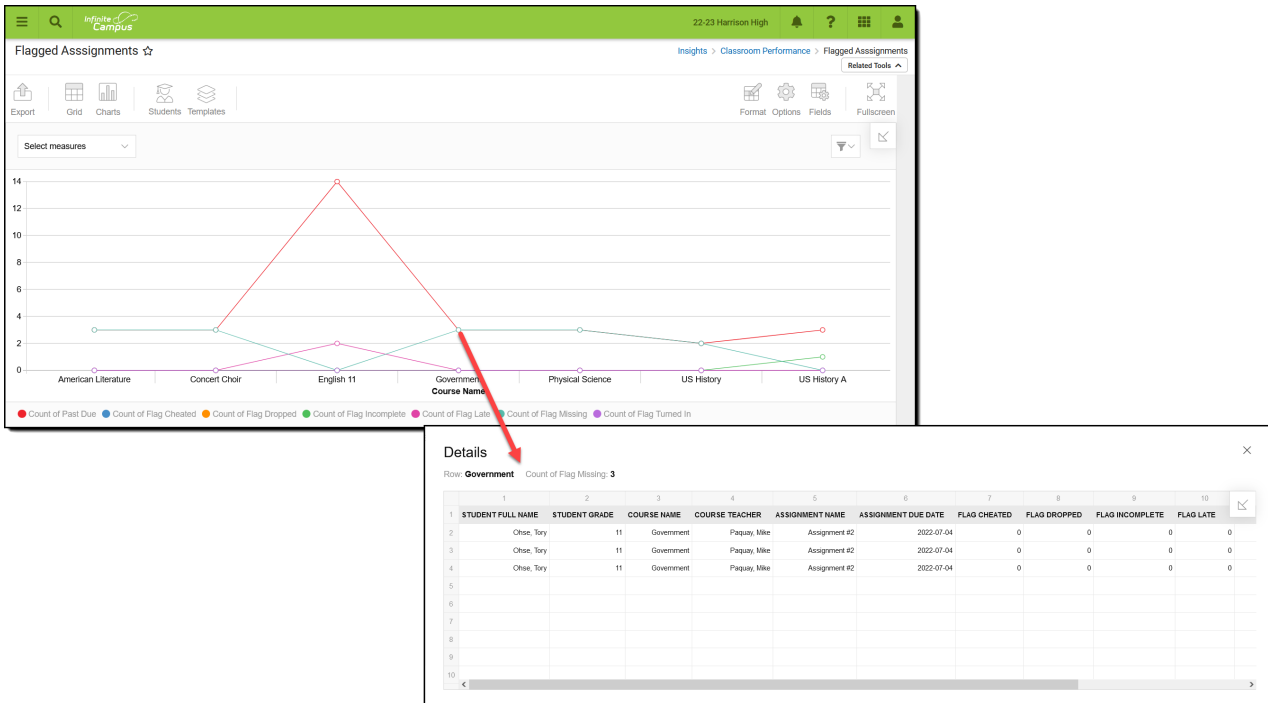 Infinite Campus
22-23 Harrison High
?
Flagged Asssignments
Insights > Classroom Performance > Flagged Asssignments
Related Tools
Export Grid Charts Students Templates Format Options Fields Fullscreen
Select measures
14
12
10
8
6
4
2
0
American Literature Concert Choir English 11 Government Physical Science US History US History A
Course Name
Count of Past Due Count of Flag Cheated Count of Flag Dropped Count of Flag Incomplete Count of Flag Late Count of Flag Missing Count of Flag Turned In
Details
Row: Government Count of Flag Missing: 3
1 2 3 4 5 6 7 8 9 10
1 STUDENT FULL NAME STUDENT GRADE COURSE NAME COURSE TEACHER ASSIGNMENT NAME ASSIGNMENT DUE DATE FLAG CHEATED FLAG DROPPED FLAG INCOMPLETE FLAG LATE
2 Ohse, Tory 11 Government Paquay, Mike Assignment #2 2022-07-04 0 0 0 0
3 Ohse, Tory 11 Government Paquay, Mike Assignment #2 2022-07-04 0 0 0 0
4 Ohse, Tory 11 Government Paquay, Mike Assignment #2 2022-07-04 0 0 0 0
5
6
7
8
9
10